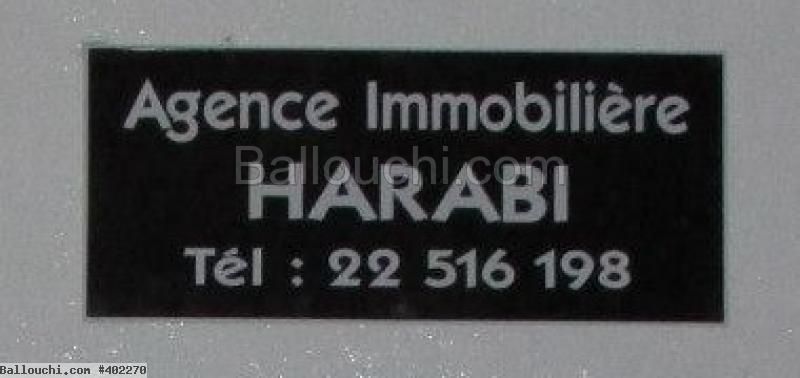 Agence Immobilière
Ballouchi.com
HARABI
Tél : 22 516 198
Ballouchi.com #402270